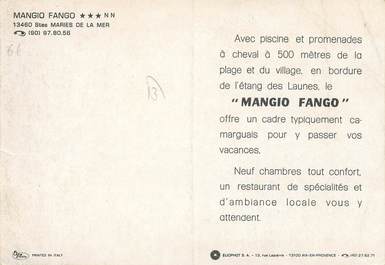 MANGIO FANGO ★★★ N N
13460 Stes MARIES DE LA MER
☎ (90) 97.80.56
66
13
Avec piscine et promenades
à cheval à 500 mètres de la
plage et du village, en bordure
de l'étang des Launes, le
"MANGIO FANGO"
offre un cadre typiquement ca-
marguais pour y passer vos
vacances.
Neuf chambres tout confort,
un restaurant de spécialités et
d'ambiance locale vous y
attendent.
PRINTED IN ITALY
ELIOPHOT S. A. - 13, rue Lapierre - 13100 AIX-EN-PROVENCE -